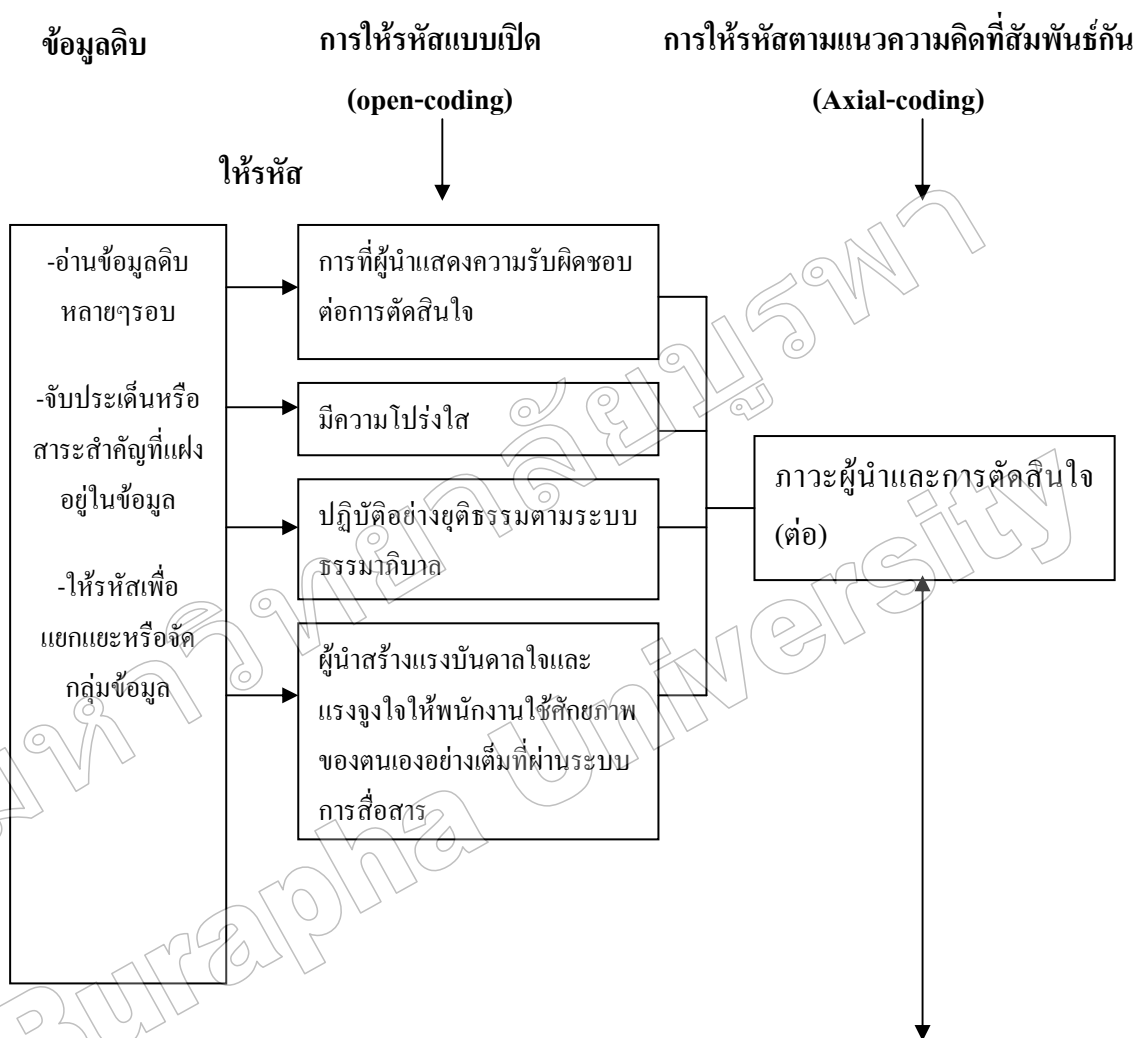 ข้อมูลดิบ
การให้รหัสแบบเปิด
(open-coding)
การให้รหัสตามแนวความคิดที่สัมพันธ์กัน
(Axial-coding)
ให้รหัส
-อ่านข้อมูลดิบ
หลายๆรอบ
-จับประเด็นหรือ
สาระสำคัญที่แฝง
อยู่ในข้อมูล
-ให้รหัสเพื่อ
แยกแยะหรือจัด
กลุ่มข้อมูล
การที่ผู้นำแสดงความรับผิดชอบ
ต่อการตัดสินใจ
มีความโปร่งใส
ปฏิบัติอย่างยุติธรรมตามระบบ
ธรรมาภิบาล
ผู้นำสร้างแรงบันดาลใจและ
แรงจูงใจให้พนักงานใช้ศักยภาพ
ของตนเองอย่างเต็มที่ผ่านระบบ
การสื่อสาร
ภาวะผู้นำและการตัดสินใจ
(ต่อ)
มหาวิทยาลัยบูรพา
Burapha University